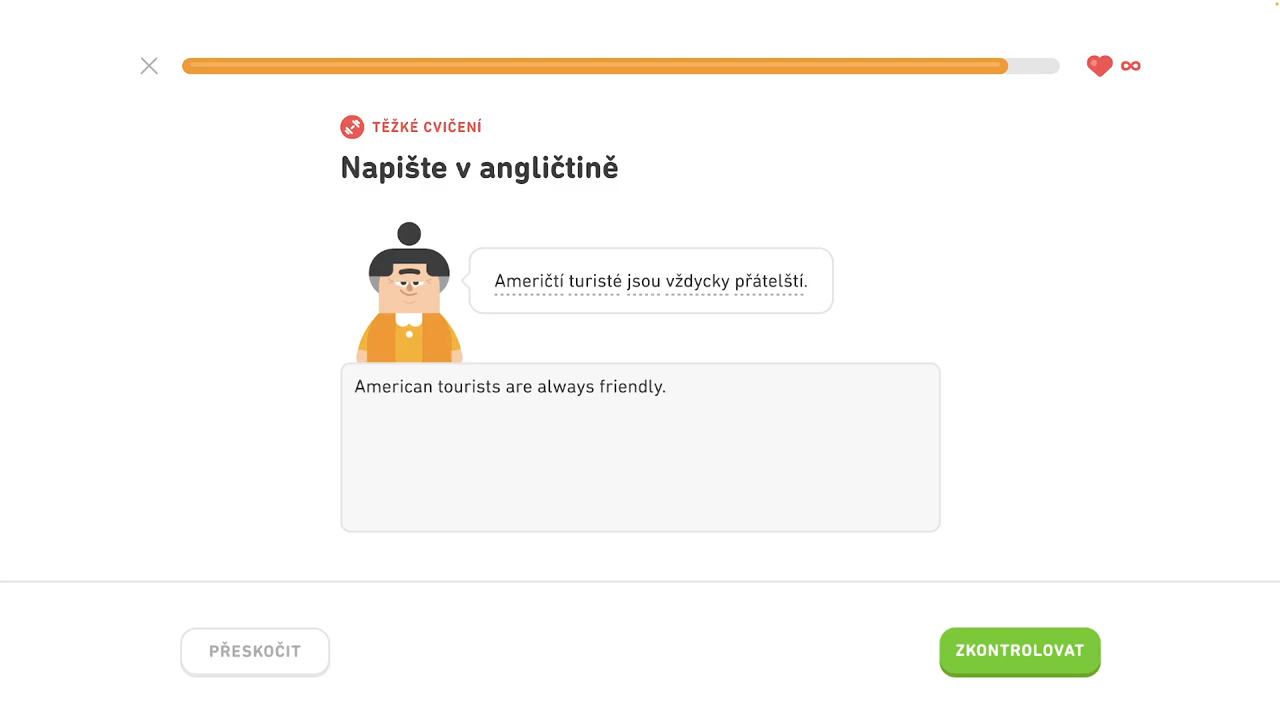 TĚŽKÉ CVIČENÍ
Napište v angličtině
Američtí turisté jsou vždycky přátelští.
American tourists are always friendly.
PŘESKOČIT
ZKONTROLOVAT